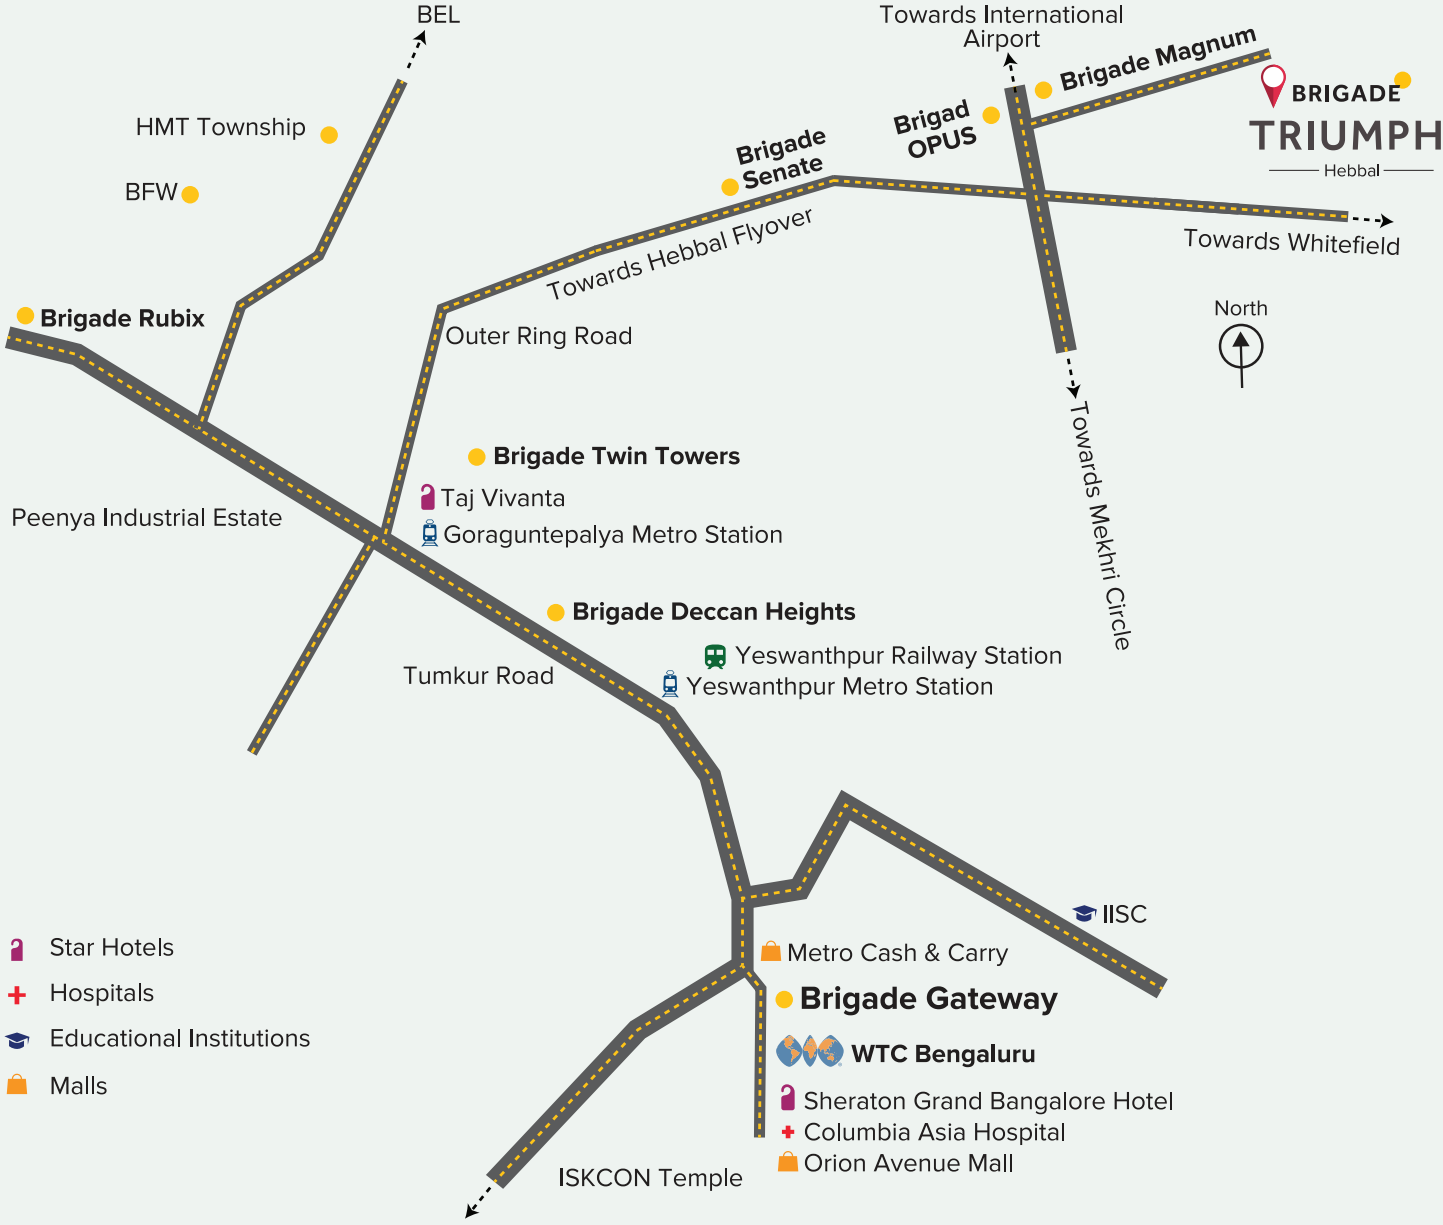 BEL
Towards International
Airport
Brigade Magnum
BRIGADE
TRIUMPH
Hebbal
HMT Township
BFW
Brigad
OPUS
Brigade
Senate
Towards Hebbal Flyover
Towards Whitefield
Brigade Rubix
Outer Ring Road
North
Brigade Twin Towers
Taj Vivanta
Goraguntepalya Metro Station
Peenya Industrial Estate
Towards Mekhri Circle
Brigade Deccan Heights
Tumkur Road
Yeswanthpur Railway Station
Yeswanthpur Metro Station
IISC
Metro Cash & Carry
Brigade Gateway
WTC Bengaluru
Sheraton Grand Bangalore Hotel
Columbia Asia Hospital
Orion Avenue Mall
ISKCON Temple
Star Hotels
Hospitals
Educational Institutions
Malls